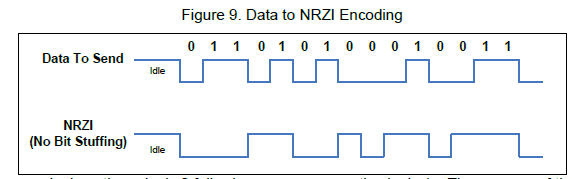 Figure 9. Data to NRZI Encoding
0 1 1 0 1 0 1 0 0 0 1 0 0 1 1
Data To Send
Idle
NRZI
(No Bit Stuffing)
Idle